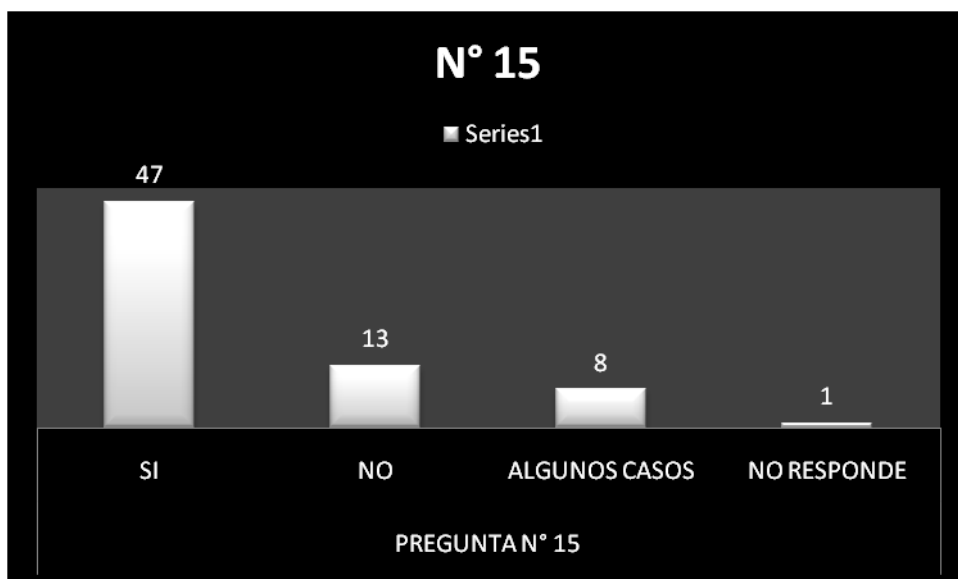 N° 15
Series1
47
13
8
1
SI
NO
ALGUNOS CASOS
NO RESPONDE
PREGUNTA N° 15